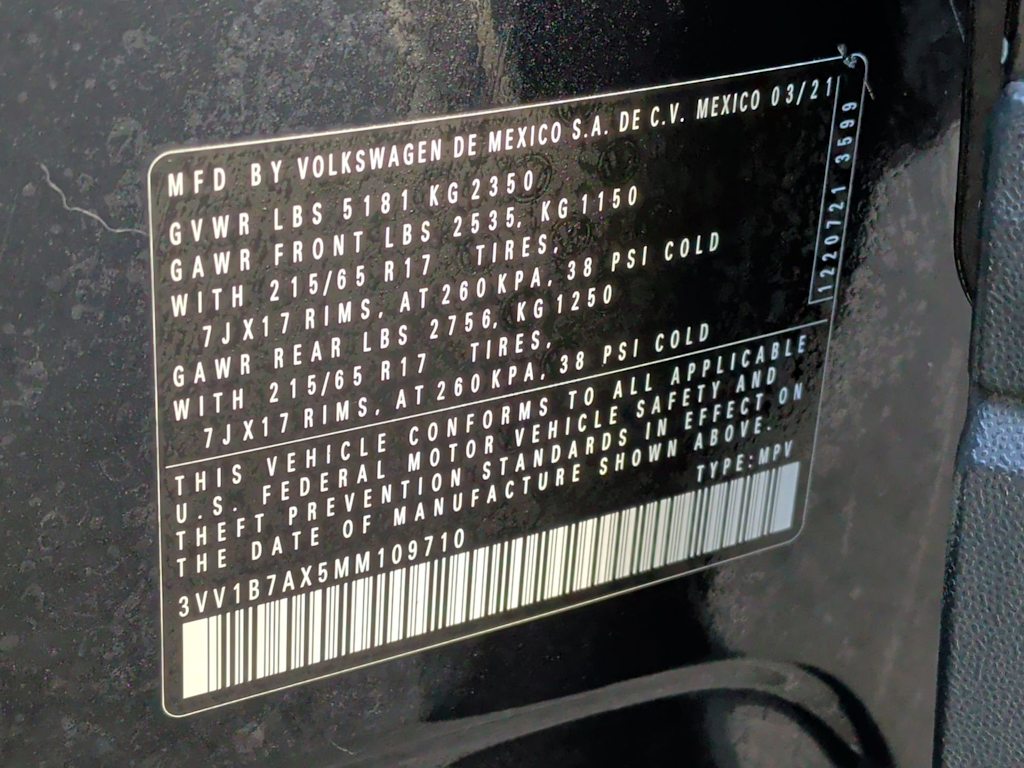 MFD BY VOLKSWAGEN DE MEXICO S.A. DE C.V. MEXICO 03/21
GVWR LBS 5181 KG 2350
GAWR FRONT LBS 2535, KG 1150
WITH 215/65 R17 TIRES,
7JX17 RIMS, AT 260 KPA, 38 PSI COLD
GAWR REAR LBS 2756, KG 1250
WITH 215/65 R17 TIRES,
7JX17 RIMS, AT 260 KPA, 38 PSI COLD
1220721 3599
THIS VEHICLE CONFORMS TO ALL APPLICABLE
U.S. FEDERAL MOTOR VEHICLE SAFETY AND
THEFT PREVENTION STANDARDS IN EFFECT ON
THE DATE OF MANUFACTURE SHOWN ABOVE.
3VV1B7AX5MM109710 TYPE:MPV